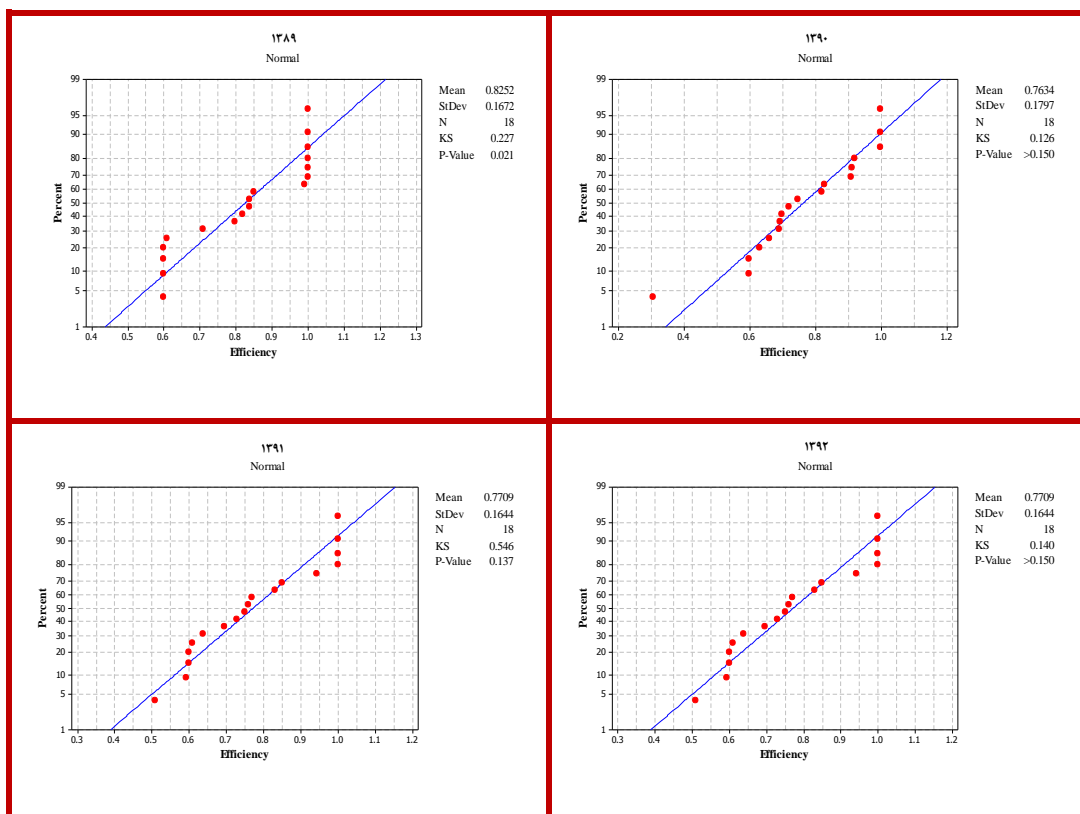 ۱۳۸۹
Normal
99
95
90
80
70
60
50
40
30
20
10
5
1
Percent
0.4 0.5 0.6 0.7 0.8 0.9 1.0 1.1 1.2 1.3
Efficiency
Mean 0.8252
StDev 0.1672
N 18
KS 0.227
P-Value 0.021
۱۳۹۰
Normal
99
95
90
80
70
60
50
40
30
20
10
5
1
Percent
0.2 0.4 0.6 0.8 1.0 1.2
Efficiency
Mean 0.7634
StDev 0.1797
N 18
KS 0.126
P-Value >0.150
۱۳۹۱
Normal
99
95
90
80
70
60
50
40
30
20
10
5
1
Percent
0.3 0.4 0.5 0.6 0.7 0.8 0.9 1.0 1.1 1.2
Efficiency
Mean 0.7709
StDev 0.1644
N 18
KS 0.546
P-Value 0.137
۱۳۹۲
Normal
99
95
90
80
70
60
50
40
30
20
10
5
1
Percent
0.3 0.4 0.5 0.6 0.7 0.8 0.9 1.0 1.1 1.2
Efficiency
Mean 0.7709
StDev 0.1644
N 18
KS 0.140
P-Value >0.150